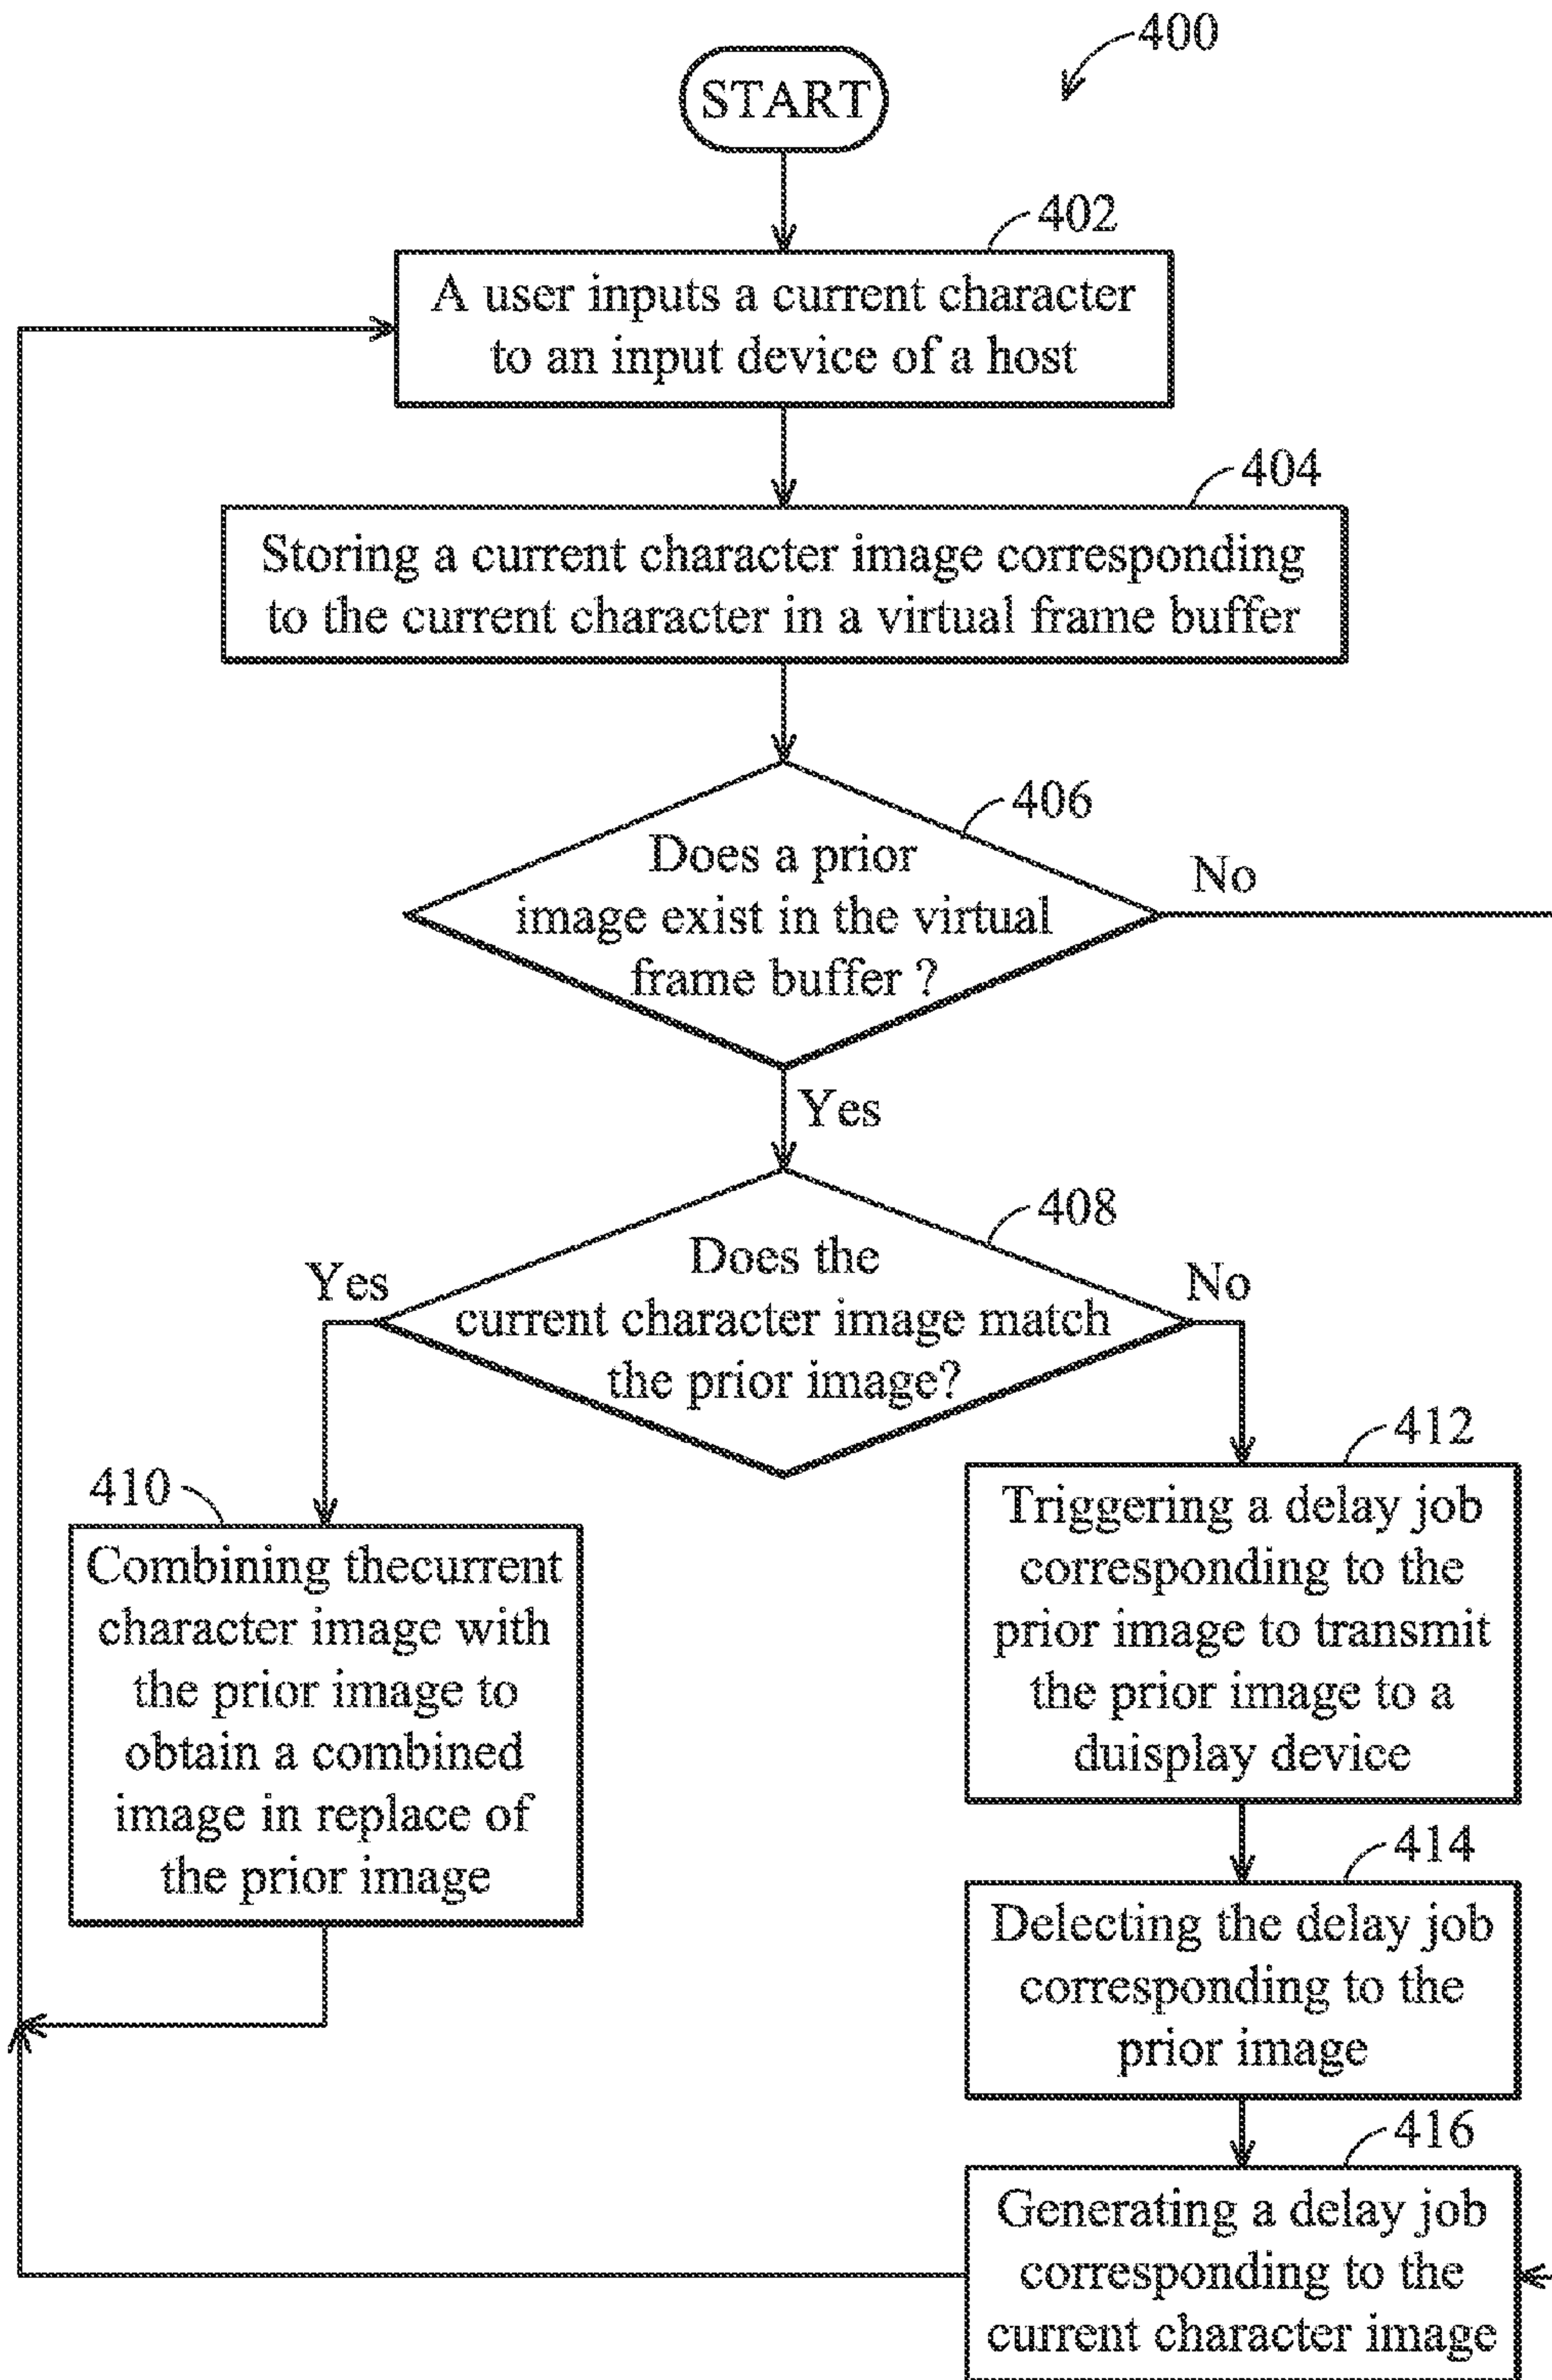 400
START
402
A user inputs a current character
to an input device of a host
404
Storing a current character image corresponding
to the current character in a virtual frame buffer
406
Does a prior
image exist in the virtual
frame buffer ?
No
Yes
408
Does the
current character image match
the prior image?
Yes
No
410
Combining thecurrent
character image with
the prior image to
obtain a combined
image in replace of
the prior image
412
Triggering a delay job
corresponding to the
prior image to transmit
the prior image to a
duisplay device
414
Delecting the delay job
corresponding to the
prior image
416
Generating a delay job
corresponding to the
current character image